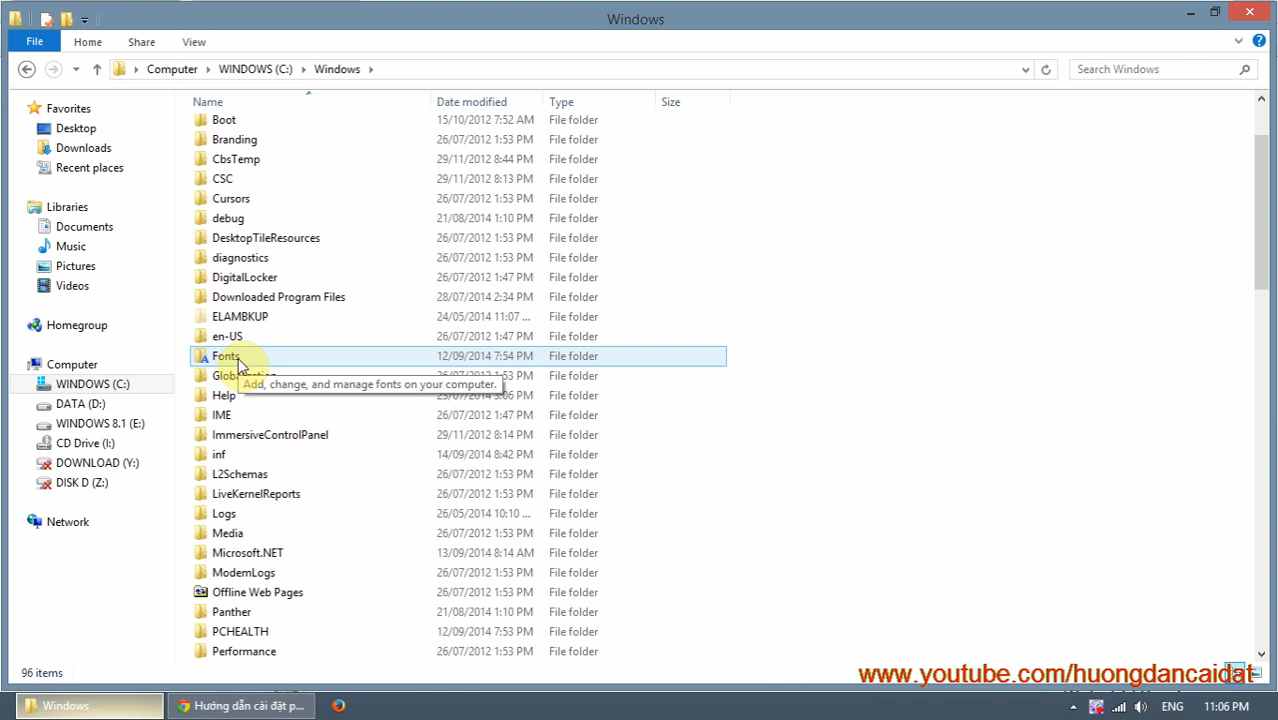 Windows
File Home Share View
Computer WINDOWS (C:) Windows
Search Windows
Favorites
Desktop
Downloads
Recent places
Libraries
Documents
Music
Pictures
Videos
Homegroup
Computer
WINDOWS (C:)
DATA (D:)
WINDOWS 8.1 (E:)
CD Drive (I:)
DOWNLOAD (Y:)
DISK D (Z:)
Network
Name Date modified Type Size
Boot 15/10/2012 7:52 AM File folder
Branding 26/07/2012 1:53 PM File folder
CbsTemp 29/11/2012 8:44 PM File folder
CSC 29/11/2012 8:14 PM File folder
Cursors 26/07/2012 1:53 PM File folder
debug 21/08/2014 1:10 PM File folder
DesktopTileResources 26/07/2012 1:53 PM File folder
diagnostics 26/07/2012 1:53 PM File folder
DigitalLocker 26/07/2012 1:47 PM File folder
Downloaded Program Files 28/07/2014 2:34 PM File folder
ELAMBKUP 24/05/2014 11:07 ... File folder
en-US 26/07/2012 1:47 PM File folder
Fonts 12/09/2014 7:54 PM File folder
1:53 PM File folder
Add, change, and manage fonts on your computer.
Help 3:06 PM File folder
IME 26/07/2012 1:47 PM File folder
ImmersiveControlPanel 29/11/2012 8:14 PM File folder
inf 14/09/2014 8:42 PM File folder
L2Schemas 26/07/2012 1:53 PM File folder
LiveKernelReports 26/07/2012 1:53 PM File folder
Logs 26/05/2014 10:10 ... File folder
Media 26/07/2012 1:53 PM File folder
Microsoft.NET 13/09/2014 8:14 AM File folder
ModemLogs 26/07/2012 1:53 PM File folder
Offline Web Pages 26/07/2012 1:53 PM File folder
Panther 21/08/2014 1:10 PM File folder
PCHEALTH 12/09/2014 7:53 PM File folder
Performance 26/07/2012 1:53 PM File folder
96 items
www.youtube.com/huongdancaidat
Windows
Hướng dẫn cài đặt p...
ENG 11:06 PM